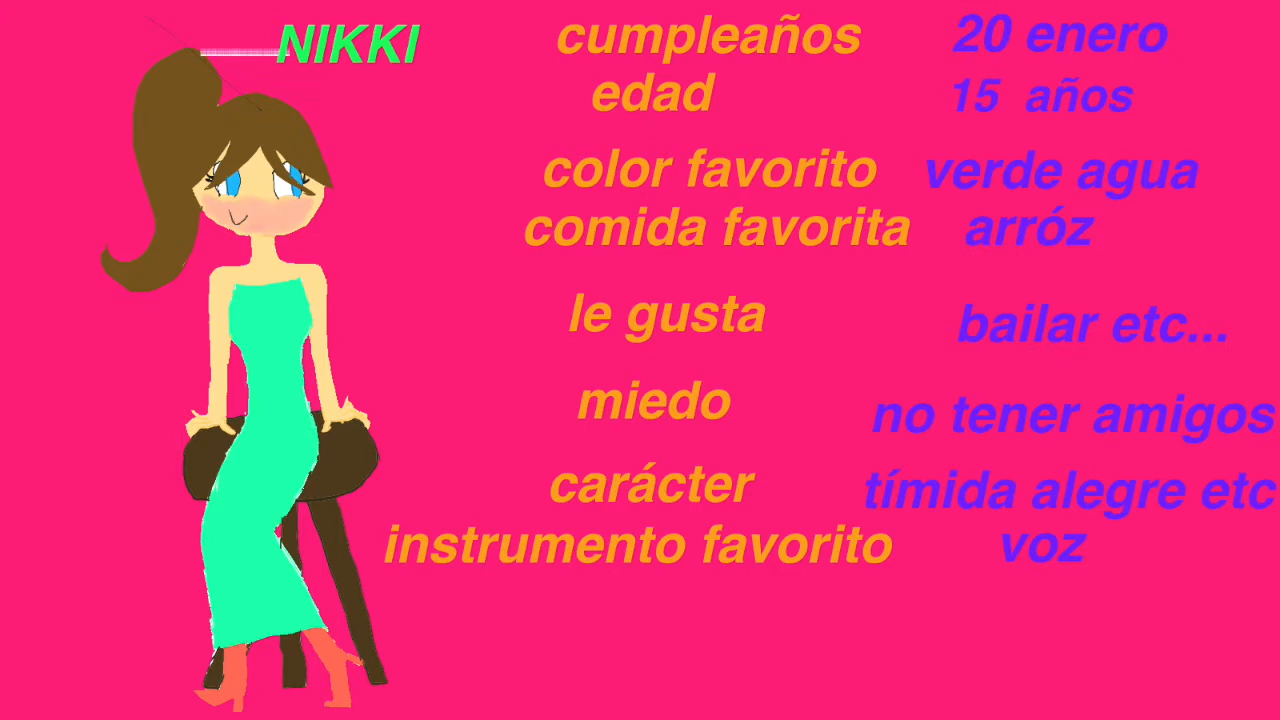 NIKKI
cumpleaños 20 enero
edad 15 años
color favorito verde agua
comida favorita arróz
le gusta bailar etc...
miedo no tener amigos
carácter tímida alegre etc
instrumento favorito voz